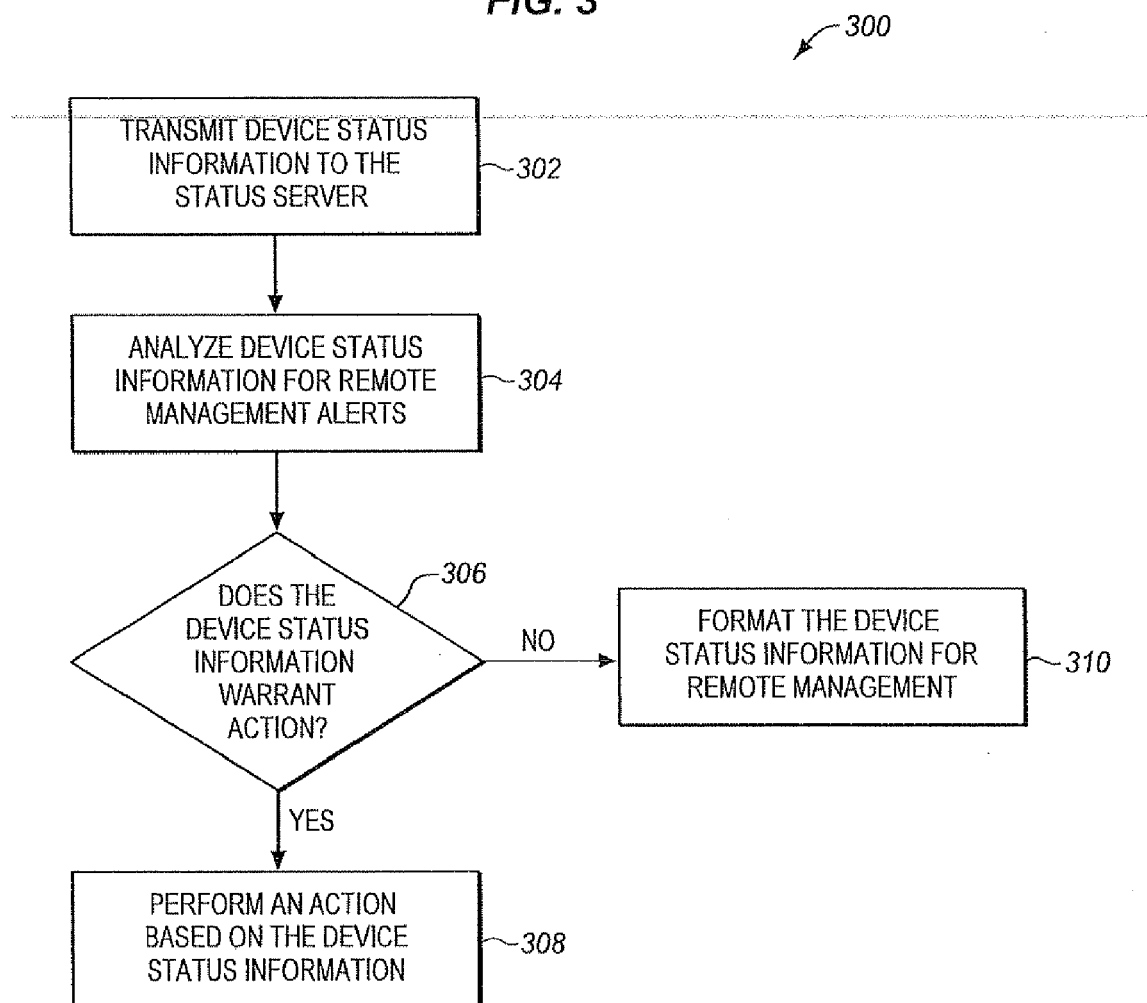 FIG. 3
300
TRANSMIT DEVICE STATUS
INFORMATION TO THE
STATUS SERVER
302
ANALYZE DEVICE STATUS
INFORMATION FOR REMOTE
MANAGEMENT ALERTS
304
DOES THE
DEVICE STATUS
INFORMATION
WARRANT
ACTION?
306
NO
FORMAT THE DEVICE
STATUS INFORMATION FOR
REMOTE MANAGEMENT
310
YES
PERFORM AN ACTION
BASED ON THE DEVICE
STATUS INFORMATION
308